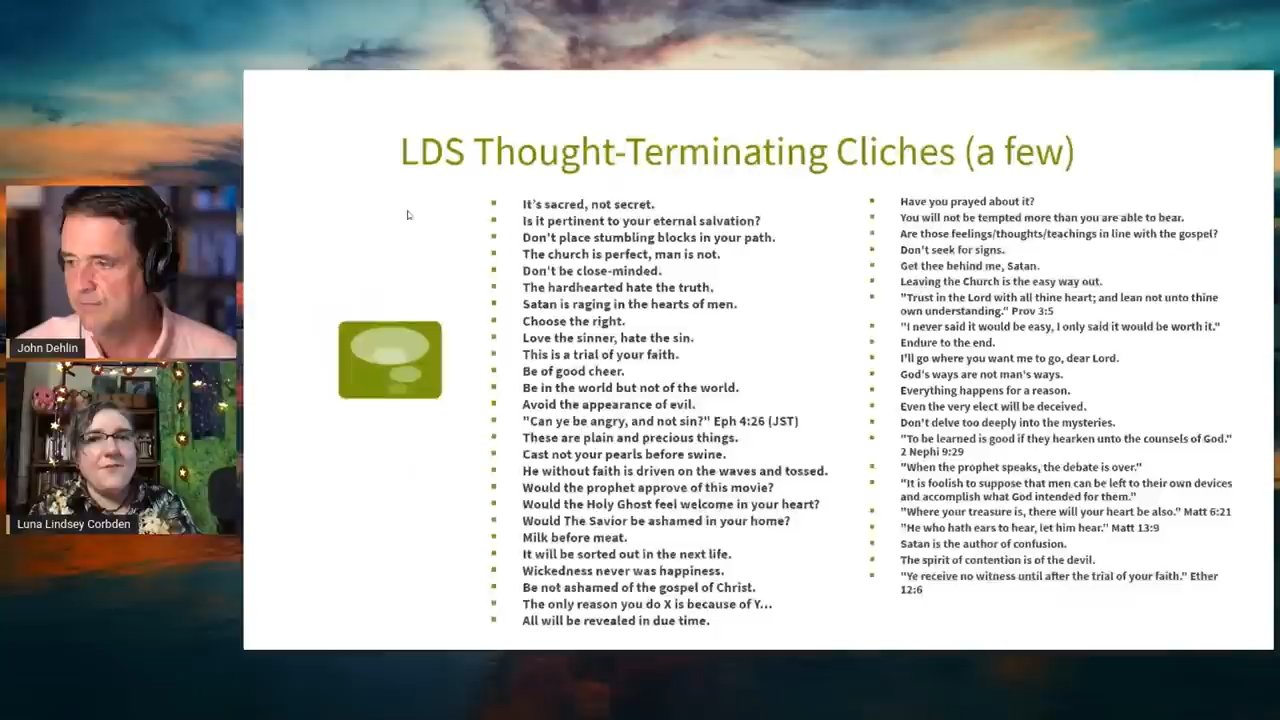 LDS Thought-Terminating Cliches (a few)
It's sacred, not secret.
Is it pertinent to your eternal salvation?
Don't place stumbling blocks in your path.
The church is perfect, man is not.
Don't be close-minded.
The hardhearted hate the truth.
Satan is raging in the hearts of men.
Choose the right.
Love the sinner, hate the sin.
This is a trial of your faith.
Be of good cheer.
Be in the world but not of the world.
Avoid the appearance of evil.
"Can ye be angry, and not sin?" Eph 4:26 (JST)
These are plain and precious things.
Cast not your pearls before swine.
He without faith is driven on the waves and tossed.
Would the prophet approve of this movie?
Would the Holy Ghost feel welcome in your heart?
Would The Savior be ashamed in your home?
Milk before meat.
It will be sorted out in the next life.
Wickedness never was happiness.
Be not ashamed of the gospel of Christ.
The only reason you do X is because of Y...
All will be revealed in due time.
Have you prayed about it?
You will not be tempted more than you are able to bear.
Are those feelings/thoughts/teachings in line with the gospel?
Don't seek for signs.
Get thee behind me, Satan.
Leaving the Church is the easy way out.
"Trust in the Lord with all thine heart; and lean not unto thine
own understanding." Prov 3:5
"I never said it would be easy, I only said it would be worth it."
Endure to the end.
I'll go where you want me to go, dear Lord.
God's ways are not man's ways.
Everything happens for a reason.
Even the very elect will be deceived.
Don't delve too deeply into the mysteries.
"To be learned is good if they hearken unto the counsels of God."
2 Nephi 9:29
"When the prophet speaks, the debate is over."
"It is foolish to suppose that men can be left to their own devices
and accomplish what God intended for them."
"Where your treasure is, there will your heart be also." Matt 6:21
"He who hath ears to hear, let him hear." Matt 13:9
Satan is the author of confusion.
The spirit of contention is of the devil.
"Ye receive no witness until after the trial of your faith." Ether
12:6
John Dehlin
Luna Lindsey Corbden